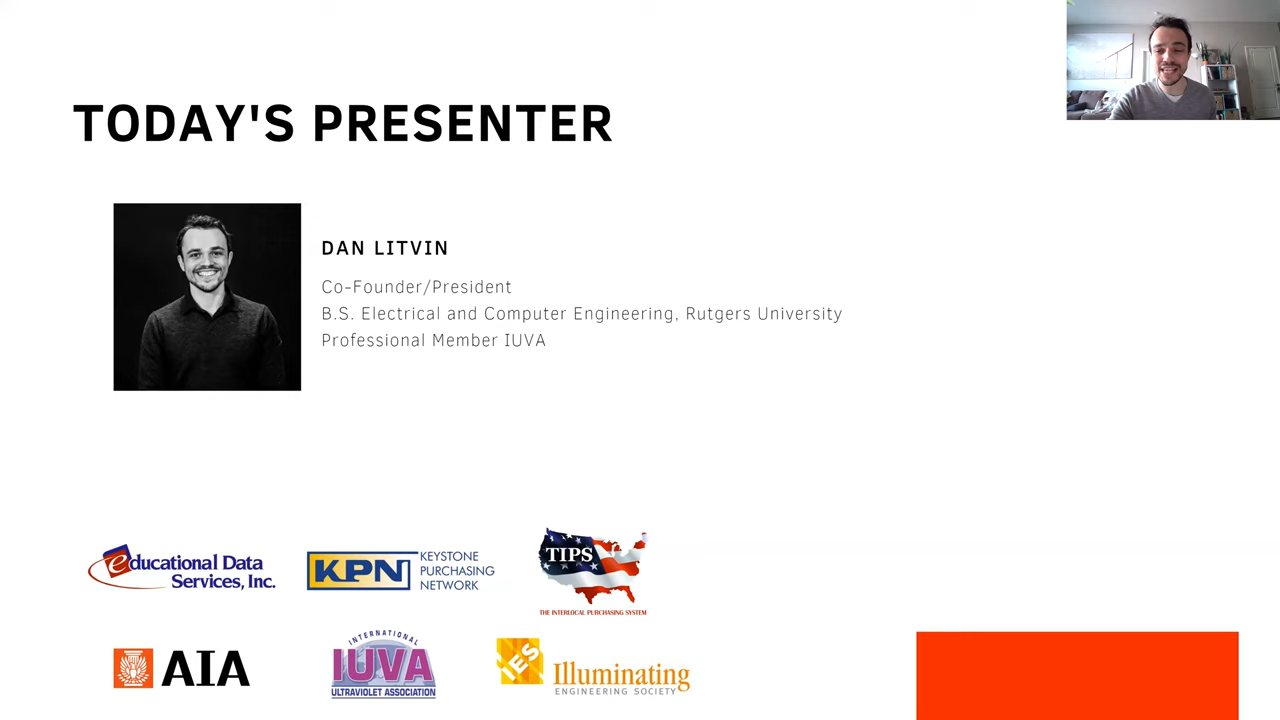 TODAY'S PRESENTER
DAN LITVIN
Co-Founder/President
B.S. Electrical and Computer Engineering, Rutgers University
Professional Member IUVA
educational Data
Services, Inc.
KPN
KEYSTONE
PURCHASING
NETWORK
TIPS
THE INTERLOCAL PURCHASING SYSTEM
AIA
INTERNATIONAL
IUVA
ULTRAVIOLET ASSOCIATION
iES
Illuminating
ENGINEERING SOCIETY